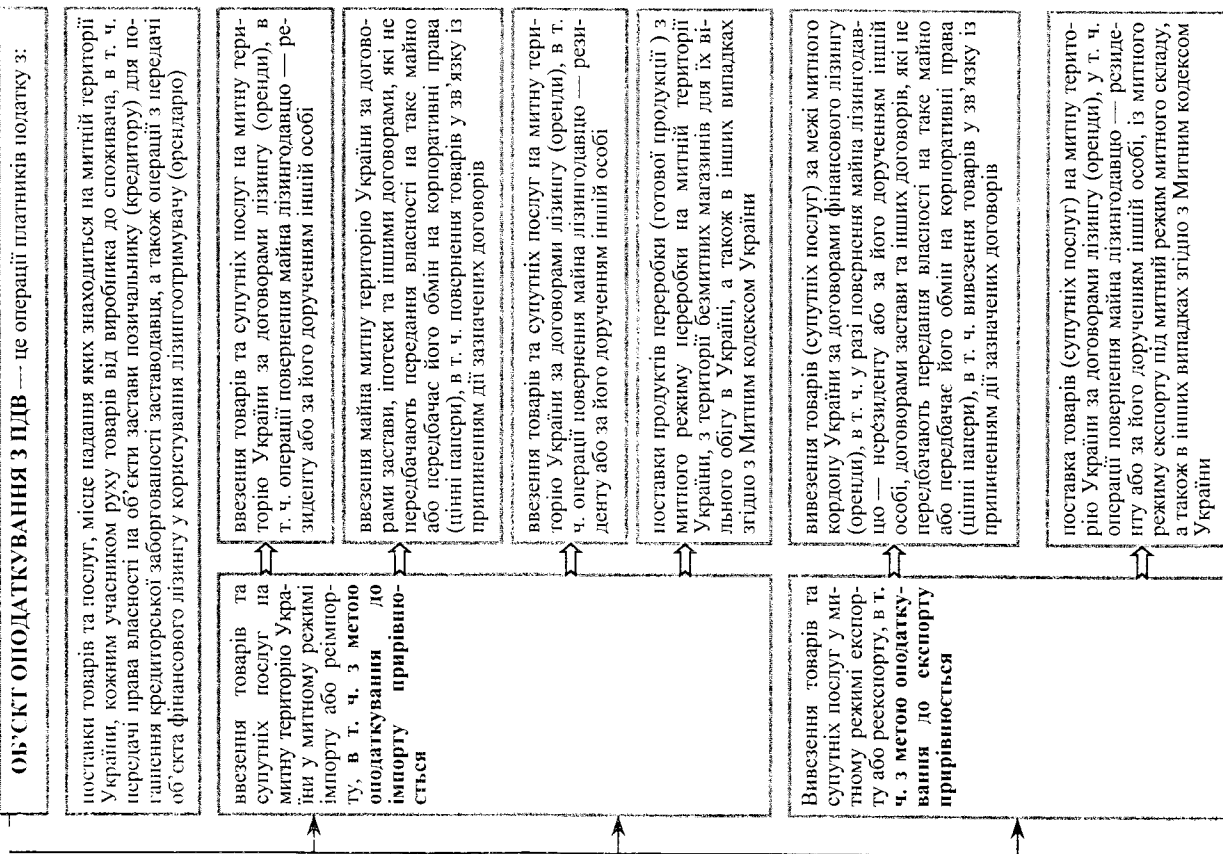 ОБ'ЄКТ ОПОДАТКУВАННЯ З ПДВ — це операції платників податку з:
поставки товарів та послуг, місце надання яких знаходиться на митній території
України, кожним учасником руху товарів від виробника до споживача, в т. ч.
передачі права власності на об'єкти застави позичальнику (кредитору) для по-
гашення кредиторської заборгованості заставодавця, а також операції з передачі
об'єкта фінансового лізингу у користування лізингоотримувачу (орендарю)
ввезення товарів та
супутніх послуг на
митну територію Укра-
їни у митному режимі
імпорту або реімпор-
ту, в т. ч. з метою
оподаткування до
імпорту прирівню-
ється
ввезення товарів та супутніх послуг на митну тери-
торію України за договорами лізингу (оренди), в
т. ч. операції повернення майна лізингодавцю — ре-
зиденту або за його дорученням іншій особі
ввезення майна митну територію України за догово-
рами застави, іпотеки та іншими договорами, які не
передбачають передання власності на таке майно
або передбачає його обмін на корпоративні права
(цінні папери), в т. ч. повернення товарів у зв'язку із
припиненням дії зазначених договорів
ввезення товарів та супутніх послуг на митну тери-
торію України за договорами лізингу (оренди), в т.
ч. операції повернення майна лізингодавцю — рези-
денту або за його дорученням іншій особі
поставки продуктів переробки (готової продукції ) з
митного режиму переробки на митній території
України, з території безмитних магазинів для їх ві-
льного обігу в Україні, а також в інших випадках
згідно з Митним кодексом України
Вивезення товарів та
супутніх послуг у ми-
тному режимі експор-
ту або реекспорту, в т.
ч. з метою оподатку-
вання до експорту
прирівнюється
вивезення товарів (супутніх послуг) за межі митного
кордону України за договорами фінансового лізингу
(оренди), в т. ч. у разі повернення майна лізингодав-
цю — нерезиденту або за його дорученням іншій
особі, договорами застави та інших договорів, які не
передбачають передання власності на таке майно
або передбачає його обмін на корпоративні права
(цінні папери), в т. ч. вивезення товарів у зв'язку із
припиненням дії зазначених договорів
поставка товарів (супутніх послуг) на митну терито-
рію України за договорами лізингу (оренди), у т. ч.
операції повернення майна лізингодавцю — резиде-
нту або за його дорученням іншій особі, із митного
режиму експорту під митний режим митного складу,
а також в інших випадках згідно з Митним кодексом
України